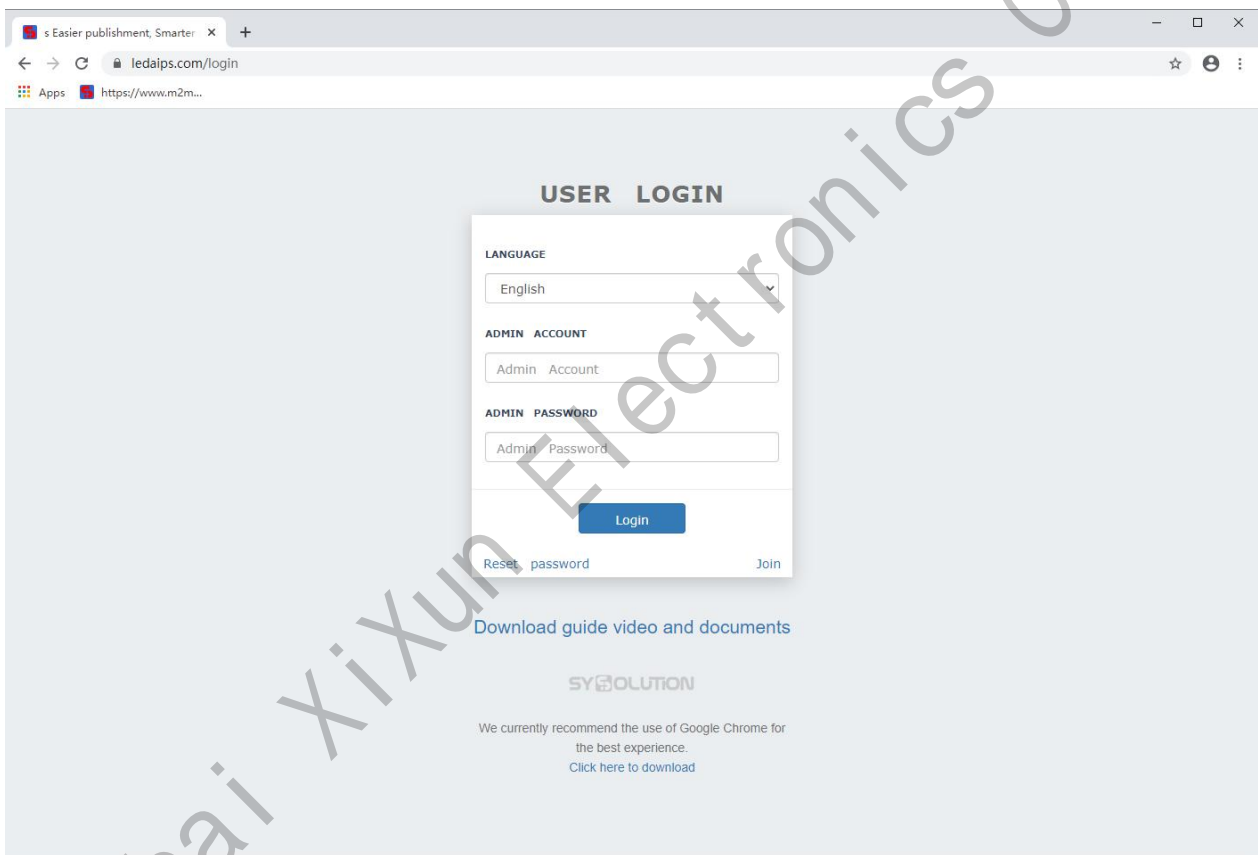 s Easier publishment, Smarter
ledaips.com/login
Apps https://www.m2m...
USER LOGIN
LANGUAGE
English
ADMIN ACCOUNT
Admin Account
ADMIN PASSWORD
Admin Password
Login
Reset password Join
Download guide video and documents
SYSOLUTION
We currently recommend the use of Google Chrome for
the best experience.
Click here to download
XiXun Electronics